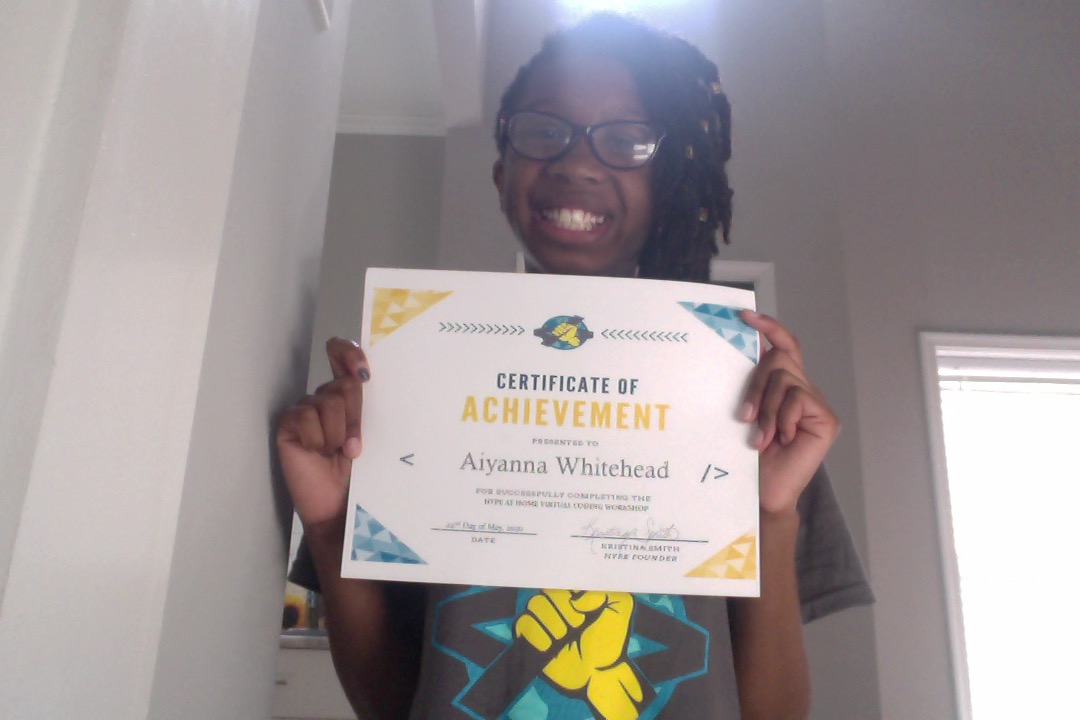 >>>>>>>>>>>> <<<<<<<<<<<<
CERTIFICATE OF
ACHIEVEMENT
PRESENTED TO
< Aiyanna Whitehead />
FOR SUCCESSFULLY COMPLETING THE
HYPE AT HOME VIRTUAL CODING WORKSHOP
22nd Day of May, 2020
DATE
KRISTINA SMITH
HYPE FOUNDER